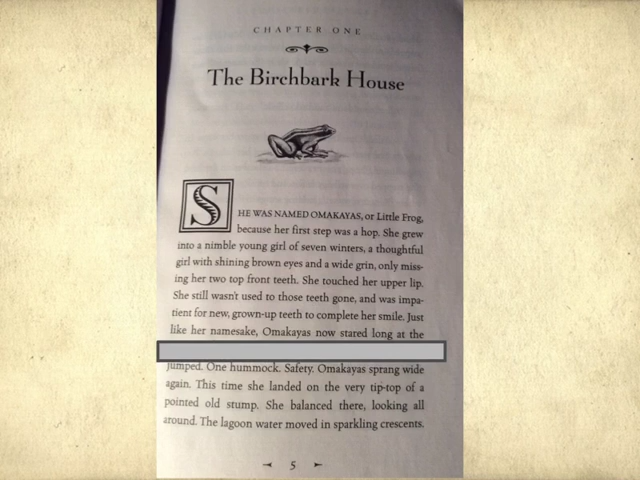 CHAPTER ONE
The Birchbark House
SHE WAS NAMED OMAKAYAS, or Little Frog,
because her first step was a hop. She grew
into a nimble young girl of seven winters, a thoughtful
girl with shining brown eyes and a wide grin, only miss-
ing her two top front teeth. She touched her upper lip.
She still wasn't used to those teeth gone, and was impa-
tient for new, grown-up teeth to complete her smile. Just
like her namesake, Omakayas now stared long at the
jumped. One hummock. Safety. Omakayas sprang wide
again. This time she landed on the very tip-top of a
pointed old stump. She balanced there, looking all
around. The lagoon water moved in sparkling crescents.
5